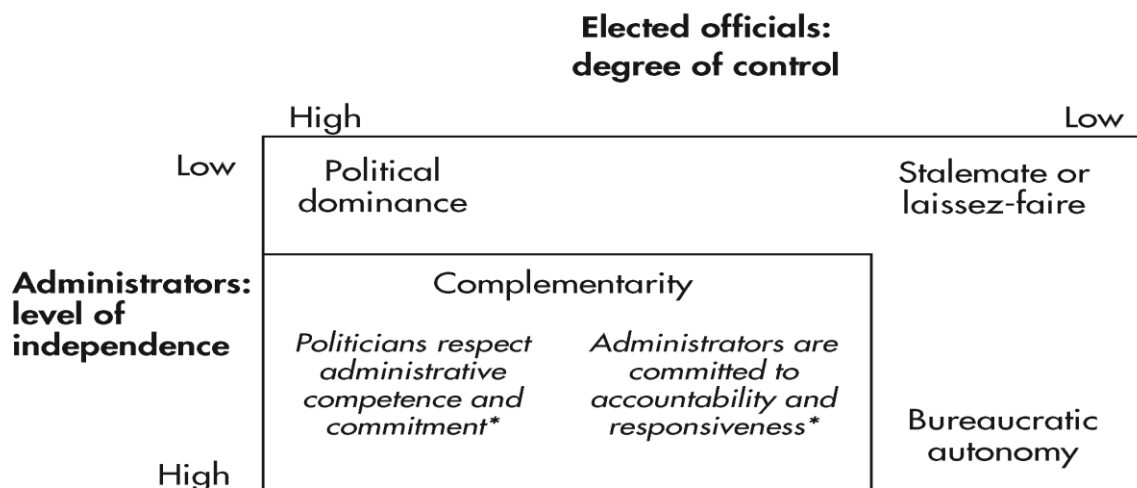 Elected officials:
degree of control
High
Low
Low
Political
dominance
Stalemate or
laissez-faire
Administrators:
level of
independence
Complementarity
Politicians respect
administrative
competence and
commitment*
Administrators are
committed to
accountability and
responsiveness*
Bureaucratic
autonomy
High